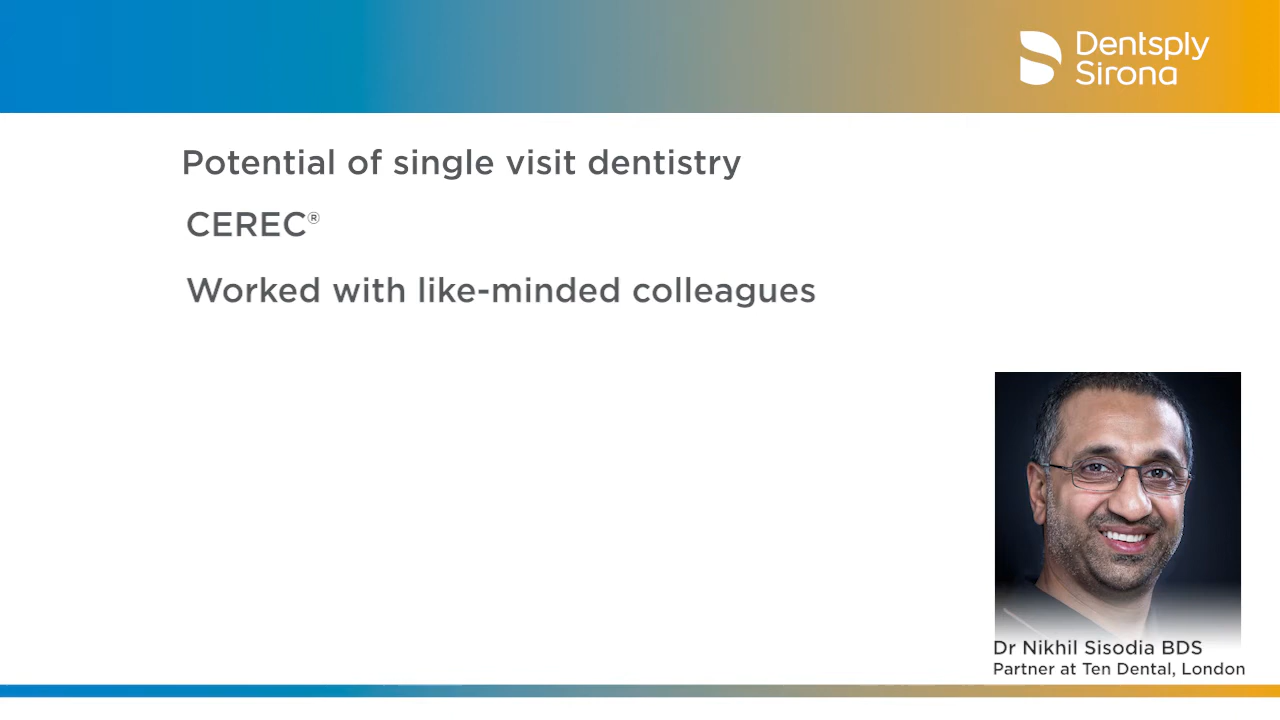 Dentsply
Sirona
Potential of single visit dentistry
CEREC®
Worked with like-minded colleagues
Dr Nikhil Sisodia BDS
Partner at Ten Dental, London